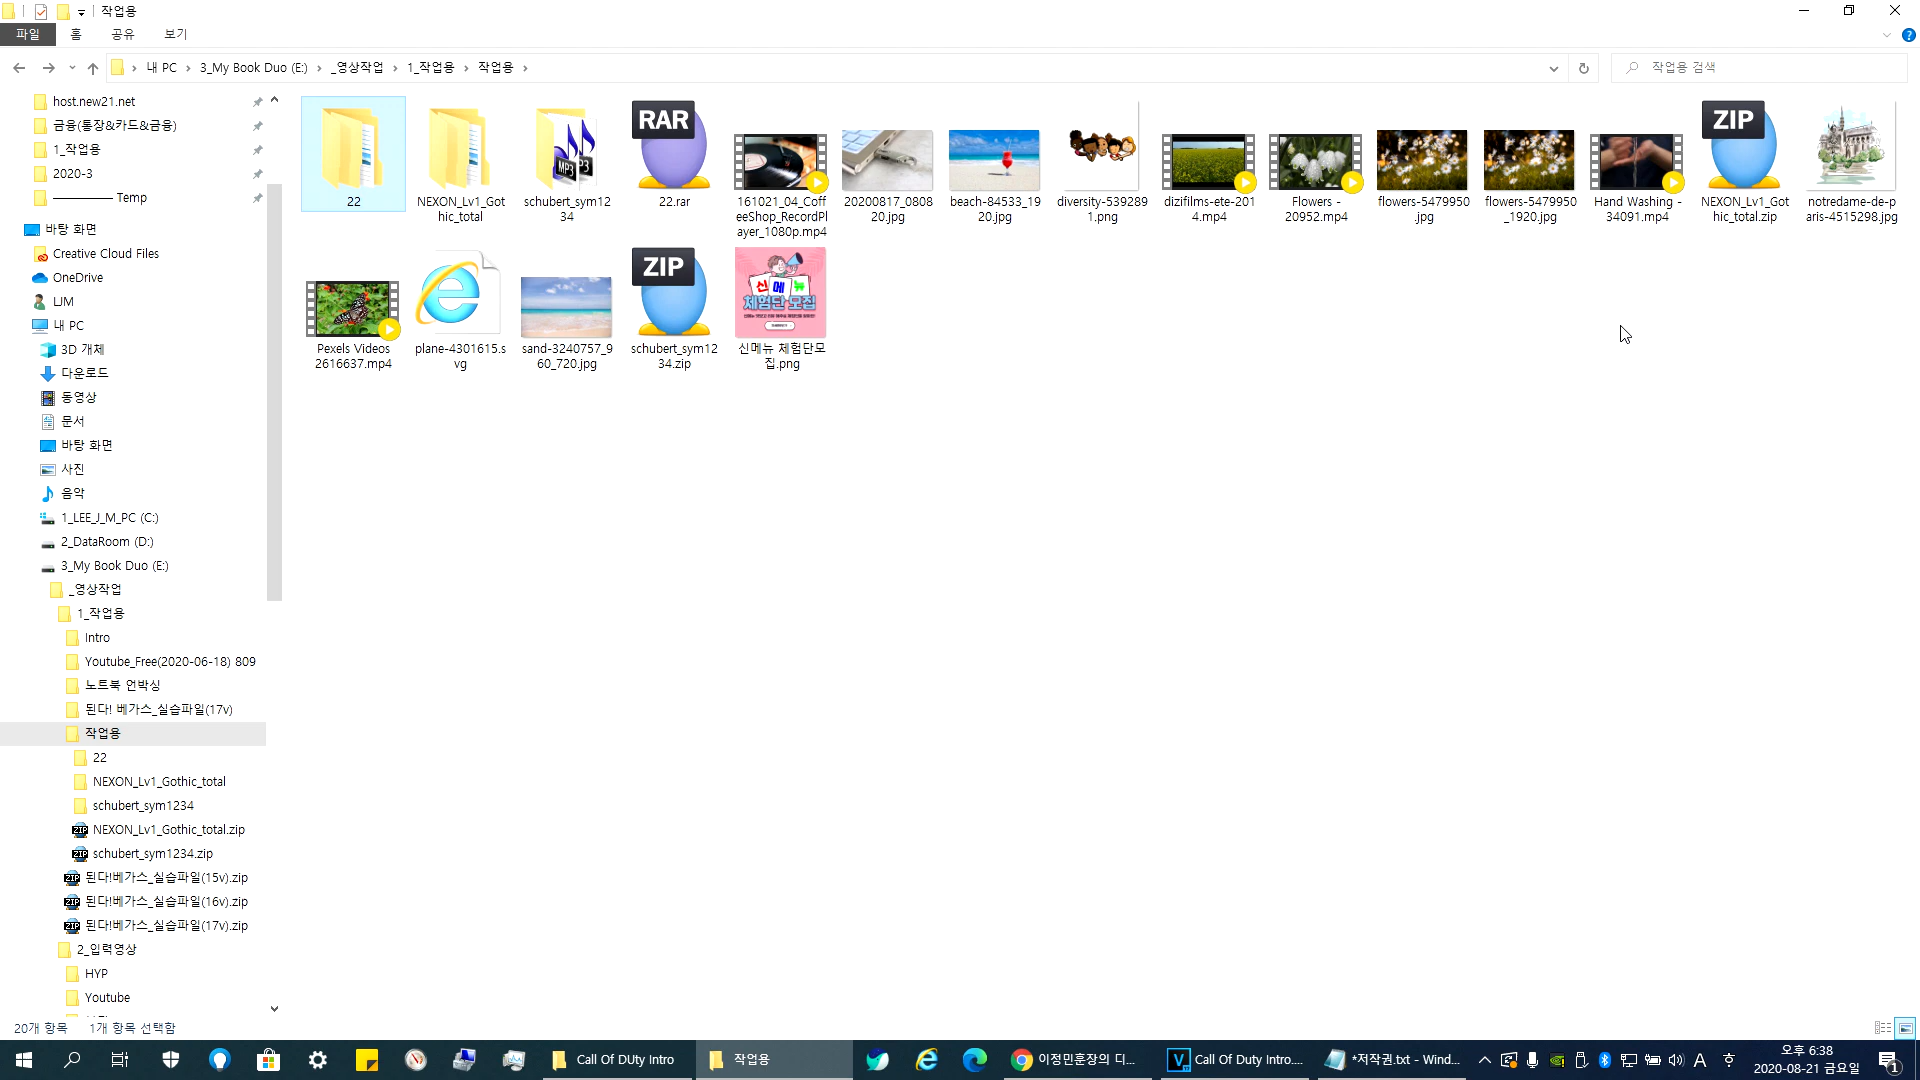 작업용
파일
홈
공유
보기
내 PC
3_My Book Duo (E:)
_영상작업
1_작업용
작업용
작업용 검색
host.new21.net
금융(통장&카드&금융)
1_작업용
2020-3
Temp
바탕 화면
Creative Cloud Files
OneDrive
LJM
내 PC
3D 개체
다운로드
동영상
문서
바탕 화면
사진
음악
1_LEE_J_M_PC (C:)
2_DataRoom (D:)
3_My Book Duo (E:)
_영상작업
1_작업용
Intro
Youtube_Free(2020-06-18) 809
노트북 언박싱
된다! 베가스_실습파일(17v)
작업용
22
NEXON_Lv1_Gothic_total
schubert_sym1234
NEXON_Lv1_Gothic_total.zip
schubert_sym1234.zip
된다!베가스_실습파일(15v).zip
된다!베가스_실습파일(16v).zip
된다!베가스_실습파일(17v).zip
2_입력영상
HYP
Youtube
22
NEXON_Lv1_Got
hic_total
MP3
schubert_sym12
34
RAR
22.rar
161021_04_Coff
eeShop_RecordPl
ayer_1080p.mp4
20200817_0808
20.jpg
beach-84533_19
20.jpg
diversity-539289
1.png
dizifilms-ete-201
4.mp4
Flowers -
20952.mp4
flowers-5479950
.jpg
flowers-5479950
_1920.jpg
Hand Washing -
34091.mp4
ZIP
NEXON_Lv1_Got
hic_total.zip
notredame-de-p
aris-4515298.jpg
Pexels Videos
2616637.mp4
plane-4301615.s
vg
sand-3240757_9
60_720.jpg
ZIP
schubert_sym12
34.zip
신메뉴
체험단 모집
신메뉴 체험단모
집.png
20개 항목
1개 항목 선택함
Call Of DUty Intro
작업용
이정민훈장의 디...
Call Of Duty Intro....
*저작권.txt - Wind...
A
오후 6:38
2020-08-21 금요일
1